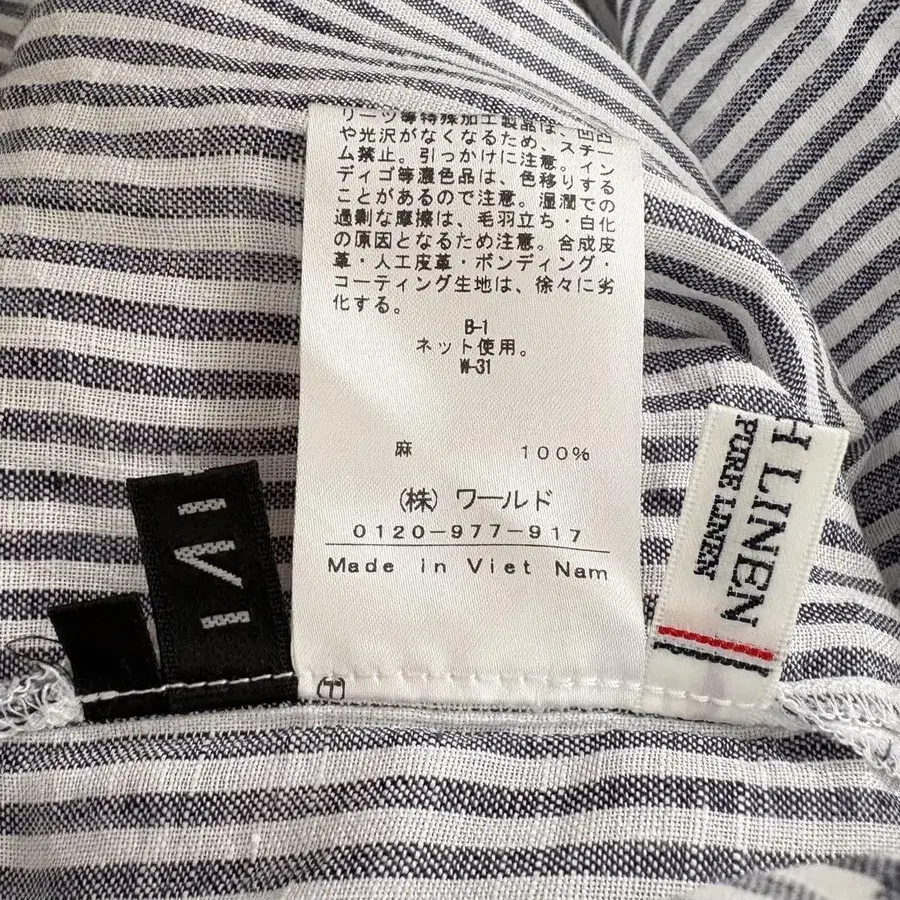 リーツ等特殊加工製品は、凹凸
や光沢がなくなるため、スチー
ム禁止。引っかけに注意。イン
ディゴ等濃色品は、色移りする
ことがあるので注意。湿潤での
過剰な摩擦は、毛羽立ち・白化
の原因となるため注意。合成皮
革・人工皮革・ボンディング・
コーティング生地は、徐々に劣
化する。
B-1
ネット使用。
W-31
麻 100%
(株) ワールド
0120-977-917
Made in Viet Nam
T
IVI
H LINEN
PURE LINEN